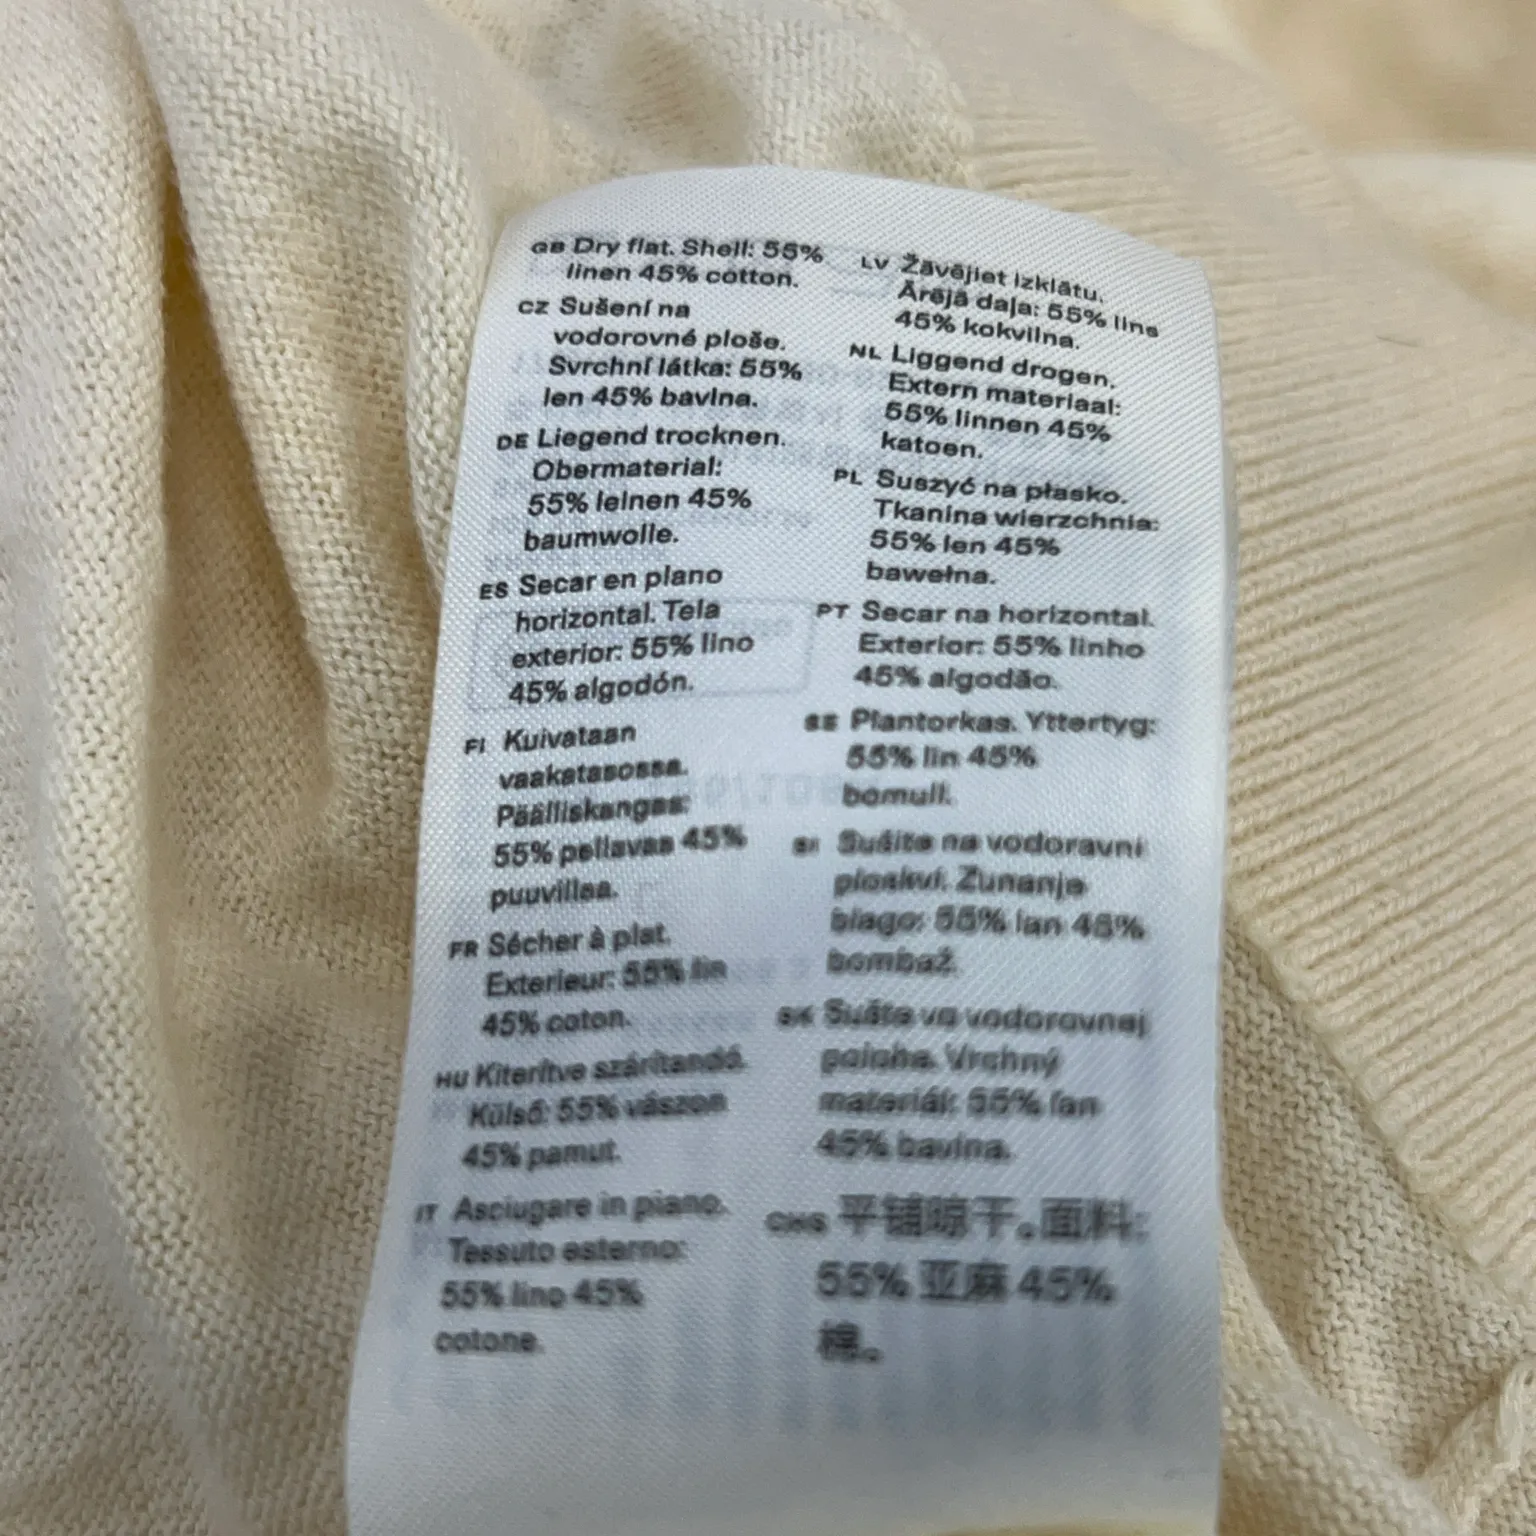 GB Dry flat. Shell: 55%
linen 45% cotton.
CZ Sušení na
vodorovné ploše.
Svrchní látka: 55%
len 45% bavlna.
DE Liegend trocknen.
Obermaterial:
55% leinen 45%
baumwolle.
ES Secar en plano
horizontal. Tela
exterior: 55% lino
45% algodón.
FI Kuivataan
vaakatasossa.
Päälliskangas:
55% pellavaa 45%
puuvillaa.
FR Sécher à plat.
Exterieur: 55% lin
45% coton.
HU Kiterítve szárítandó.
Külső: 55% vászon
45% pamut.
IT Asciugare in piano.
Tessuto esterno:
55% lino 45%
cotone.
LV Žāvējiet izklātu.
Ārējā daļa: 55% lins
45% kokvilna.
NL Liggend drogen.
Extern materiaal:
55% linnen 45%
katoen.
PL Suszyć na płasko.
Tkanina wierzchnia:
55% len 45%
bawełna.
PT Secar na horizontal.
Exterior: 55% linho
45% algodão.
SE Plantorkas. Yttertyg:
55% lin 45%
bomull.
SI Sušite na vodoravni
ploskvi. Zunanje
blago: 55% lan 45%
bombaž.
SK Sušte vo vodorovnej
polohe. Vrchný
materiál: 55% ľan
45% bavlna.
CHS 平铺晾干。面料:
55% 亚麻 45%
棉。